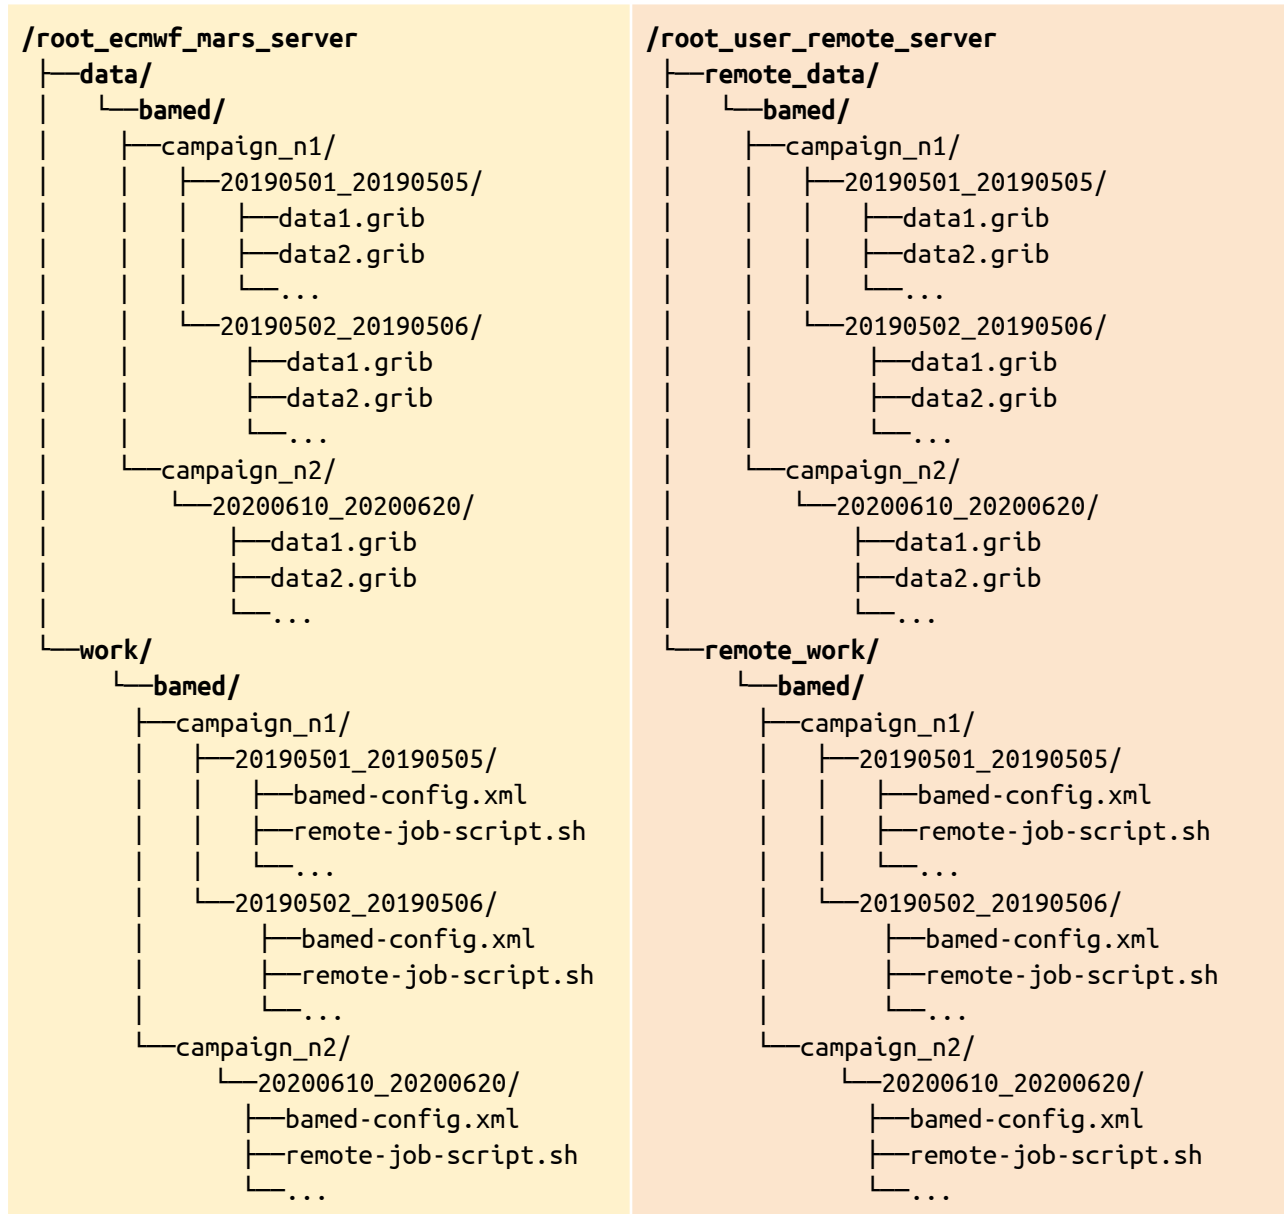 /root_ecmwf_mars_server
├──data/
│   └──bamed/
│       ├──campaign_n1/
│       │   ├──20190501_20190505/
│       │   │   ├──data1.grib
│       │   │   ├──data2.grib
│       │   │   └──...
│       │   └──20190502_20190506/
│       │       ├──data1.grib
│       │       ├──data2.grib
│       │       └──...
│       └──campaign_n2/
│           └──20200610_20200620/
│               ├──data1.grib
│               ├──data2.grib
│               └──...
└──work/
    └──bamed/
        ├──campaign_n1/
        │   ├──20190501_20190505/
        │   │   ├──bamed-config.xml
        │   │   ├──remote-job-script.sh
        │   │   └──...
        │   └──20190502_20190506/
        │       ├──bamed-config.xml
        │       ├──remote-job-script.sh
        │       └──...
        └──campaign_n2/
            └──20200610_20200620/
                ├──bamed-config.xml
                ├──remote-job-script.sh
                └──...
/root_user_remote_server
├──remote_data/
│   └──bamed/
│       ├──campaign_n1/
│       │   ├──20190501_20190505/
│       │   │   ├──data1.grib
│       │   │   ├──data2.grib
│       │   │   └──...
│       │   └──20190502_20190506/
│       │       ├──data1.grib
│       │       ├──data2.grib
│       │       └──...
│       └──campaign_n2/
│           └──20200610_20200620/
│               ├──data1.grib
│               ├──data2.grib
│               └──...
└──remote_work/
    └──bamed/
        ├──campaign_n1/
        │   ├──20190501_20190505/
        │   │   ├──bamed-config.xml
        │   │   ├──remote-job-script.sh
        │   │   └──...
        │   └──20190502_20190506/
        │       ├──bamed-config.xml
        │       ├──remote-job-script.sh
        │       └──...
        └──campaign_n2/
            └──20200610_20200620/
                ├──bamed-config.xml
                ├──remote-job-script.sh
                └──...